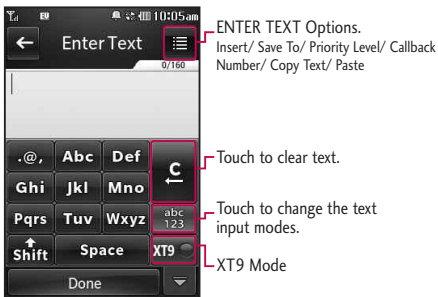 EV 10:05am
Enter Text
0/160
.@, Abc Def C
Ghi Jkl Mno
Pqrs Tuv Wxyz abc
123
Shift Space XT9
Done
ENTER TEXT Options.
Insert/ Save To/ Priority Level/ Callback
Number/ Copy Text/ Paste
Touch to clear text.
Touch to change the text
input modes.
XT9 Mode